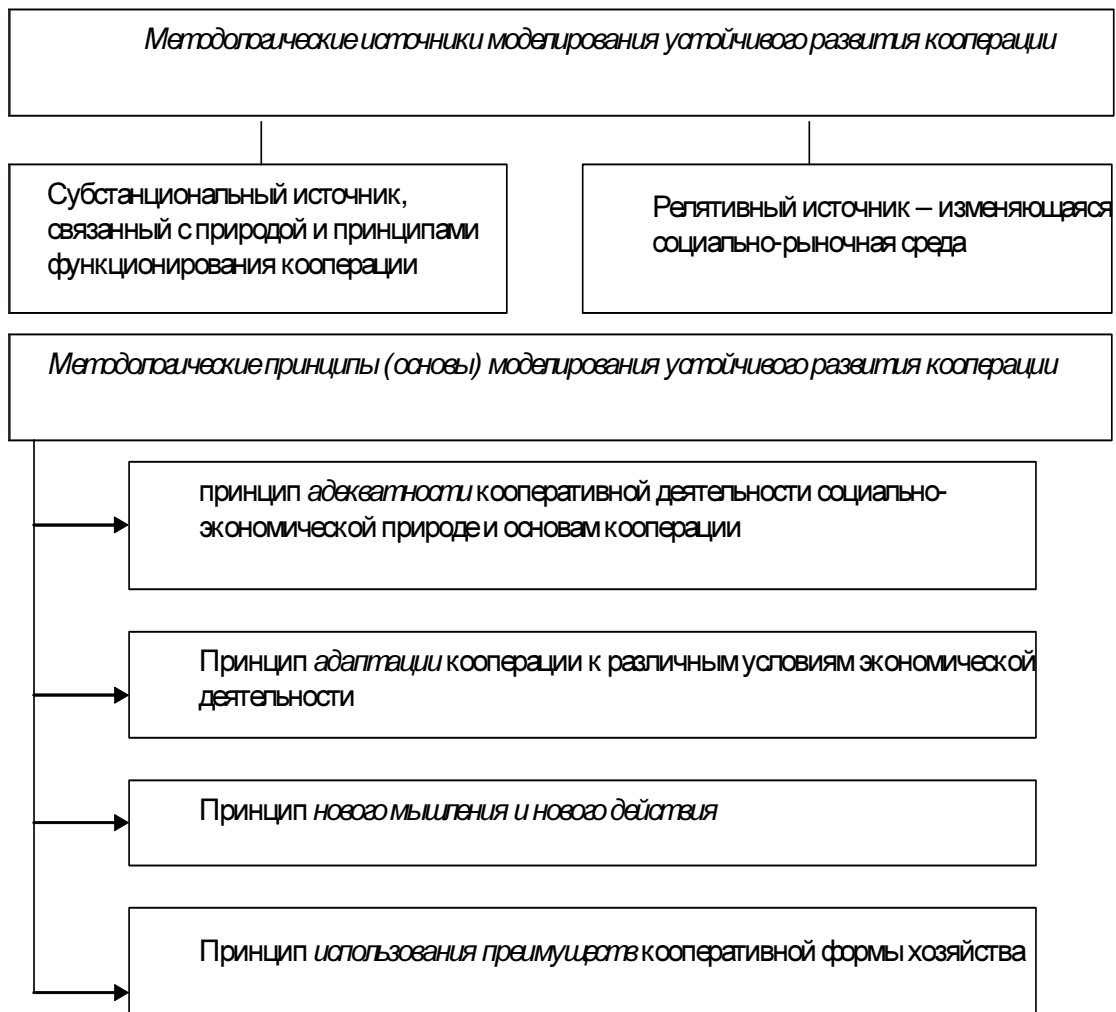 Методологические источники моделирования устойчивого развития кооперации
Субстанциональный источник,
связанный с природой и принципами
функционирования кооперации
Релятивный источник – изменяющаяся
социально-рыночная среда
Методологические принципы (основы) моделирования устойчивого развития кооперации
принцип адекватности кооперативной деятельности социально-
экономической природе и основам кооперации
Принцип адаптации кооперации к различным условиям экономической
деятельности
Принцип нового мышления и нового действия
Принцип использования преимуществ кооперативной формы хозяйства